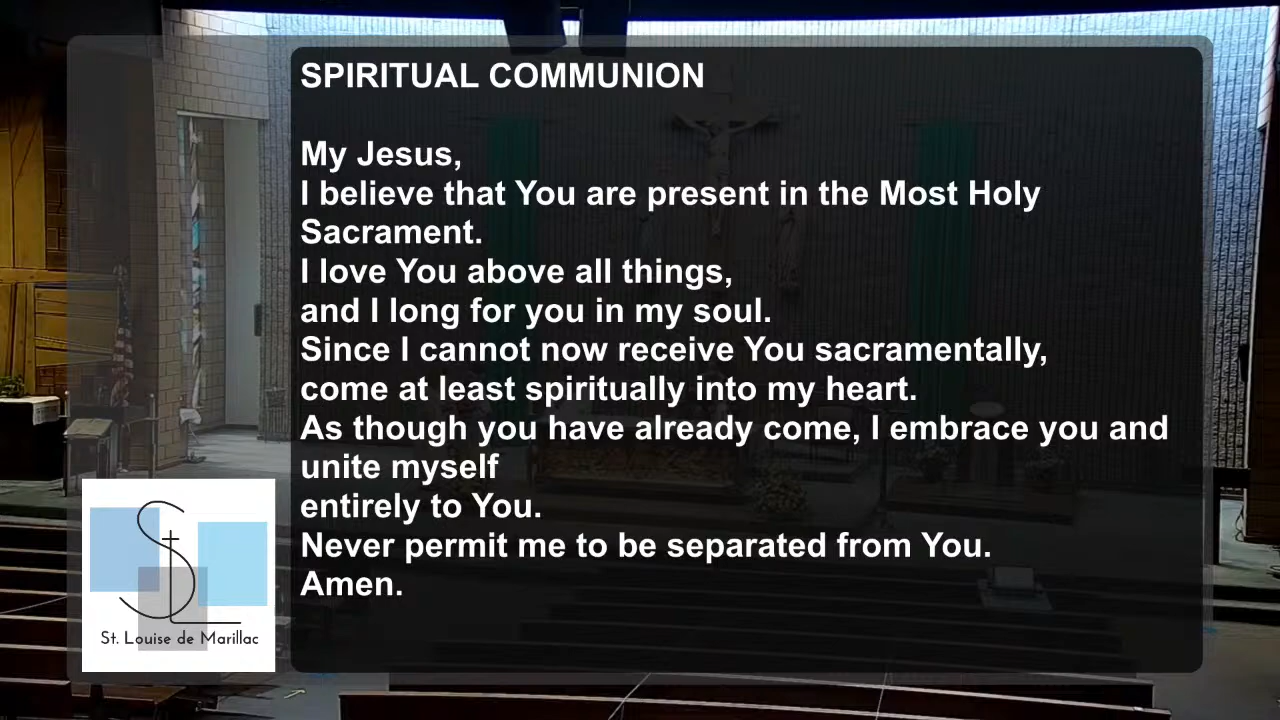 SPIRITUAL COMMUNION
My Jesus,
I believe that You are present in the Most Holy
Sacrament.
I love You above all things,
and I long for you in my soul.
Since I cannot now receive You sacramentally,
come at least spiritually into my heart.
As though you have already come, I embrace you and
unite myself
entirely to You.
Never permit me to be separated from You.
Amen.
St. Louise de Marillac